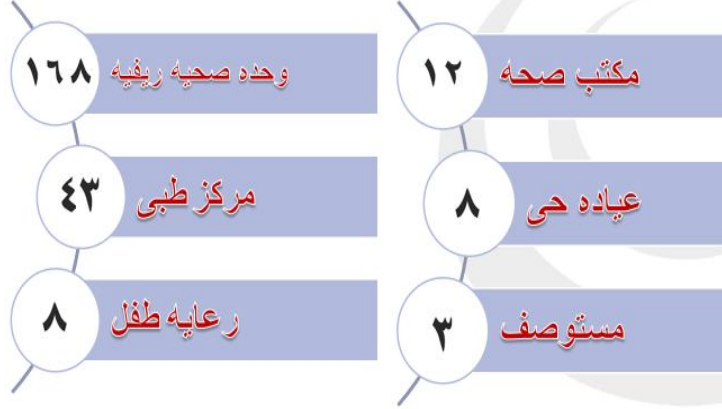 مكتب صحه ١٢
عياده حى ٨
مستوصف ٣
وحده صحيه ريفيه ١٦٨
مركز طبى ٤٣
رعايه طفل ٨